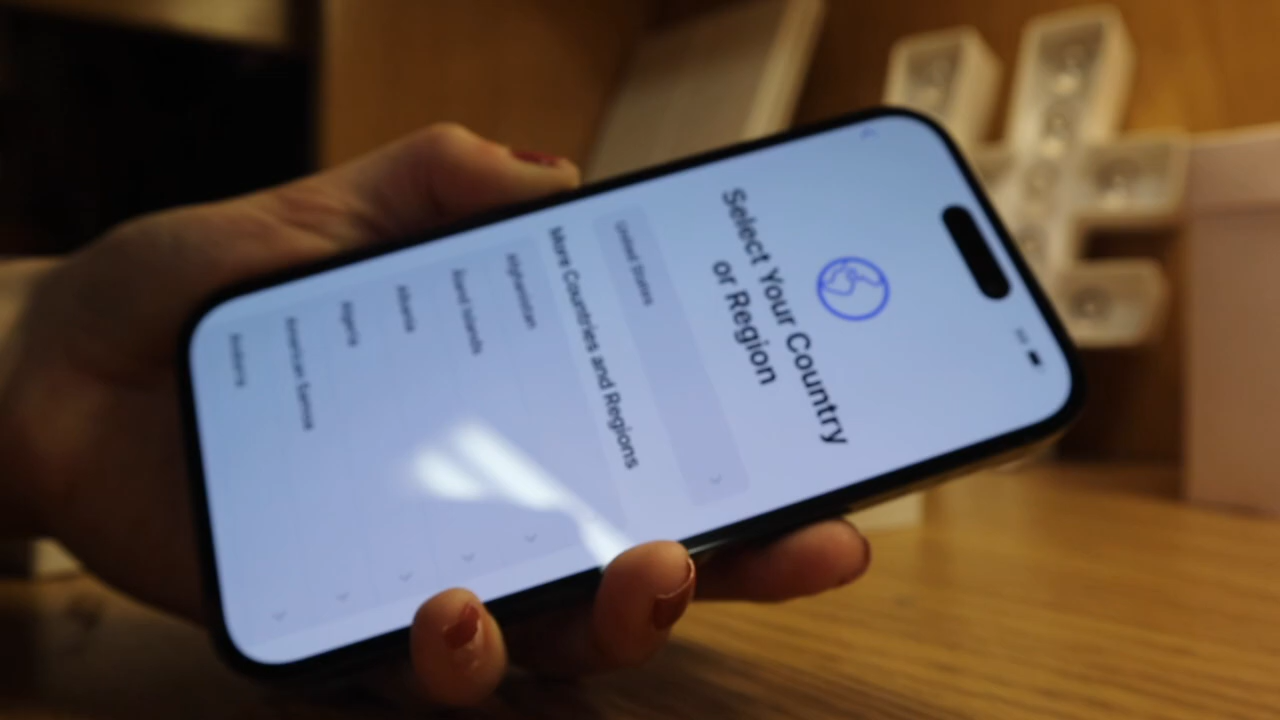 Select Your Country
or Region
United States
More Countries and Regions
Afghanistan
Åland Islands
Albania
Algeria
American Samoa
Andorra